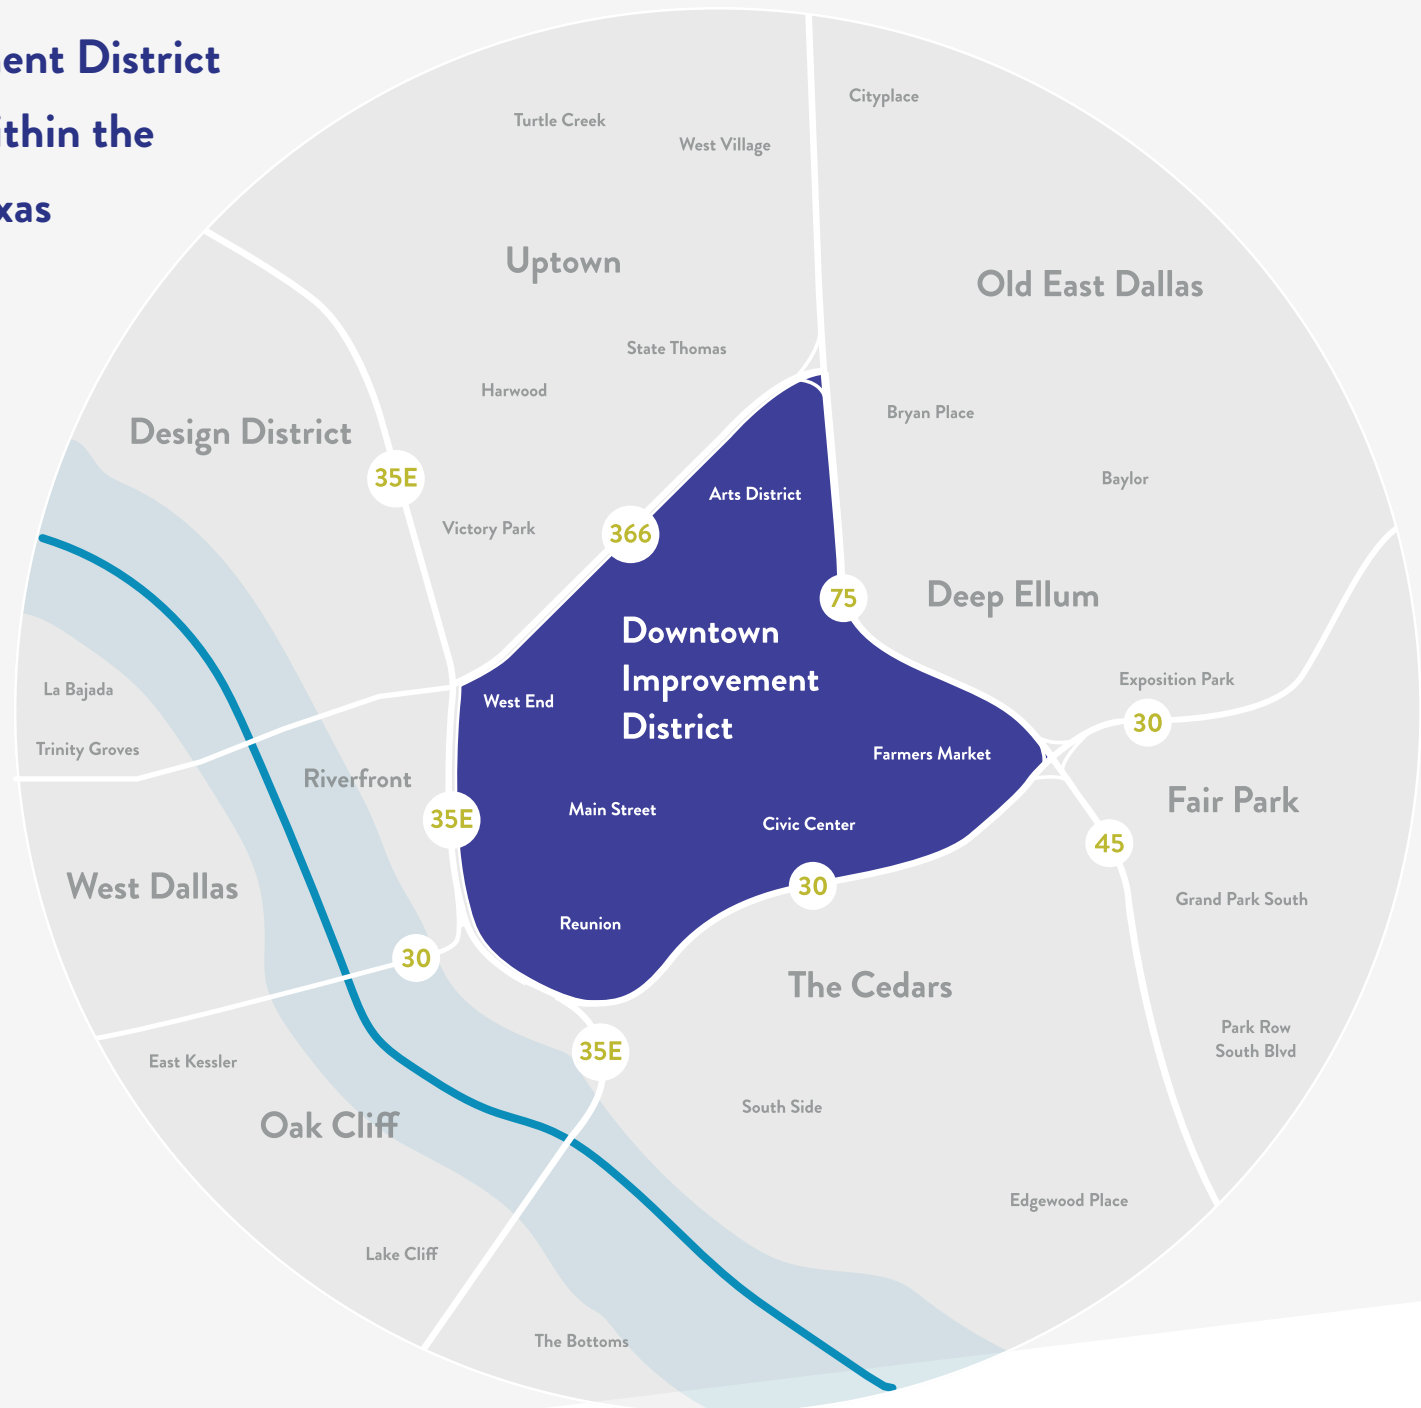 ent District
ithin the
xas
Cityplace
Turtle Creek
West Village
Uptown
Old East Dallas
State Thomas
Harwood
Bryan Place
Design District
35E
Baylor
Arts District
Victory Park
366
Deep Ellum
75
Downtown
Improvement
District
Exposition Park
La Bajada
West End
30
Trinity Groves
Farmers Market
Riverfront
Fair Park
Main Street
35E
Civic Center
45
West Dallas
30
Grand Park South
Reunion
30
The Cedars
Park Row
South Blvd
35E
East Kessler
South Side
Oak Cliff
Edgewood Place
Lake Cliff
The Bottoms